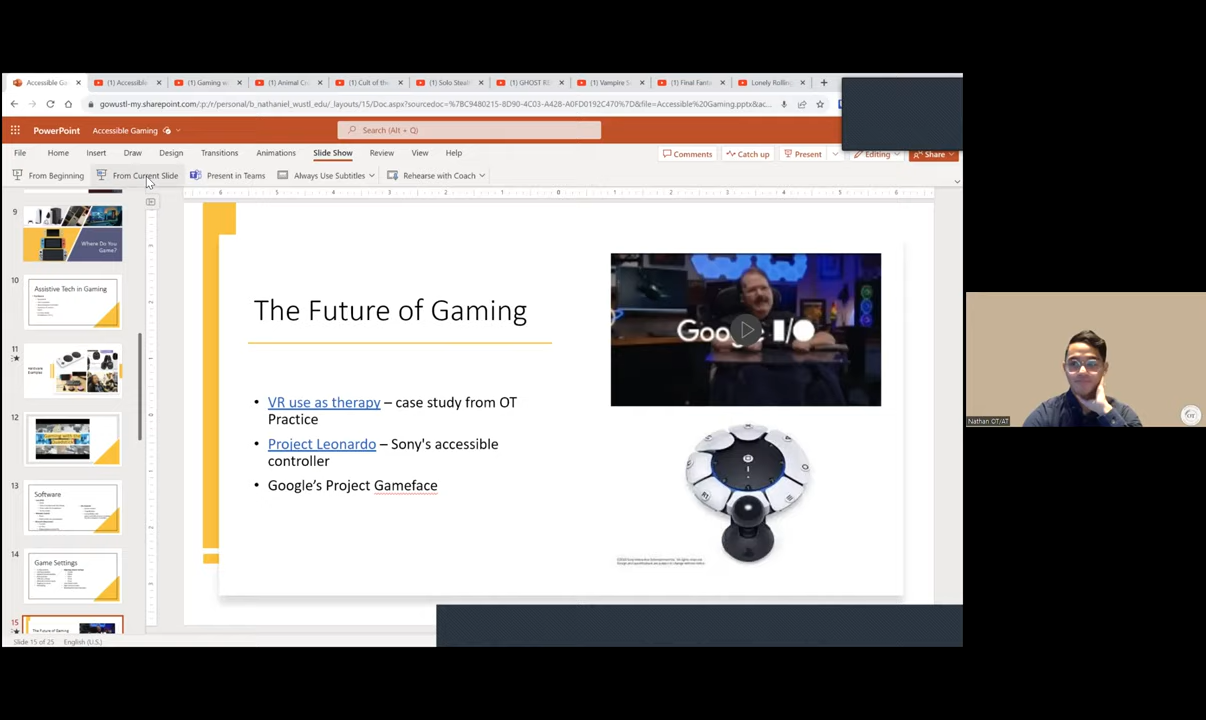 Accessible Ga
(1) Accessible
(1) Gaming w
(1) Animal Cro
(1) Cult of the
(1) Solo Steal
(1) GHOST RE
(1) Vampire S
(1) Final Fanta
Lonely Rolling
gowustl-my.sharepoint.com/:p:/r/personal/b_nathaniel_wustl_edu/_layouts/15/Doc.aspx?sourcedoc=%7BC9480215-8D90-4C03-A428-A0FD0192C470%7D&file=Accessible%20Gaming.pptx&ac...
PowerPoint
Accessible Gaming
Search (Alt + Q)
File Home Insert Draw Design Transitions Animations Slide Show Review View Help
Comments Catch up Present Editing Share
From Beginning From Current Slide Present in Teams Always Use Subtitles Rehearse with Coach
9
Where Do You
Game?
10
Assistive Tech in Gaming
11
Hardware
Examples
12
13
Software
14
Game Settings
15
The Future of Gaming
The Future of Gaming
• VR use as therapy – case study from OT
Practice
• Project Leonardo – Sony's accessible
controller
• Google's Project Gameface
Google I/O
R1
Nathan OT/AT
Slide 15 of 25 English (U.S.)